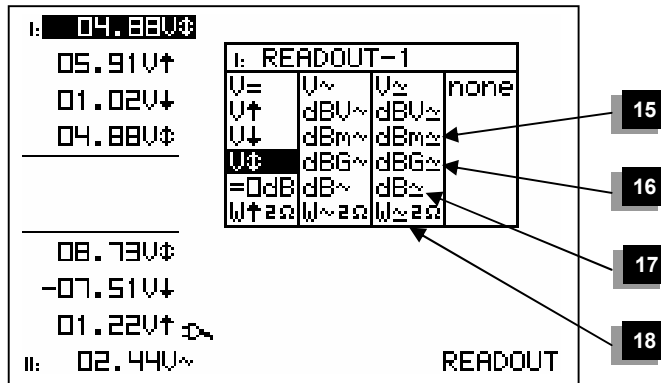 I: 04.88V⇕
05.91V↑
01.02V↓
04.88V⇕
I: READOUT-1
V= V~ V≃ none
V↑ dBV~ dBV≃
V↓ dBm~ dBm≃
V⇕ dBG~ dBG≃
=0dB dB~ dB≃
W↑2Ω W~2Ω W≃2Ω
15
16
17
18
08.73V⇕
-07.51V↓
01.22V↑
II: 02.44V~
READOUT